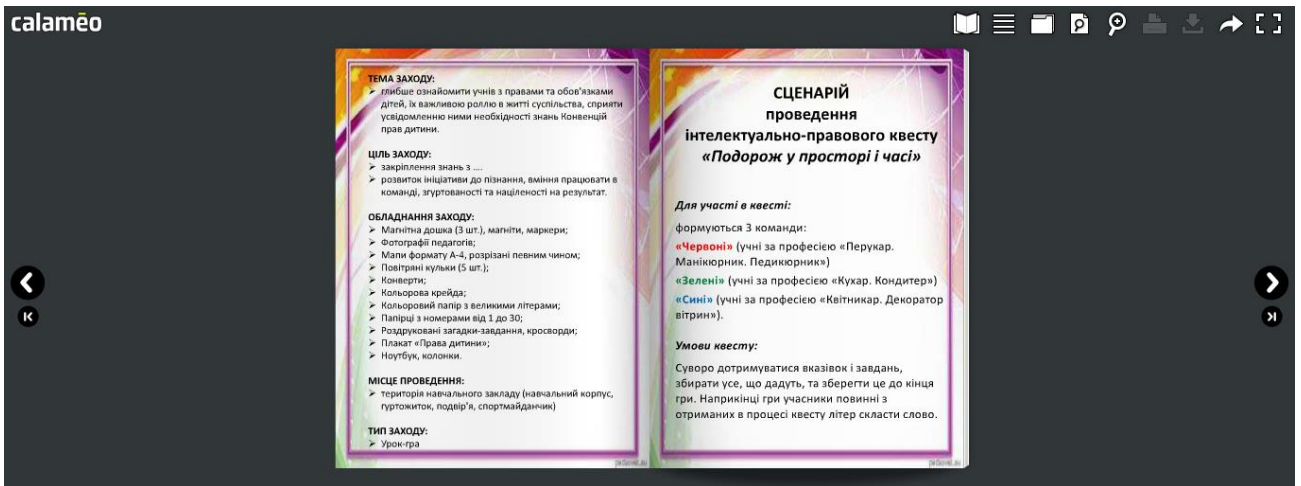 calamēo
ТЕМА ЗАХОДУ:
➢ глибше ознайомити учнів з правами та обов'язками
дітей, їх важливою роллю в житті суспільства, сприяти
усвідомленню ними необхідності знань Конвенцій
прав дитини.
ЦІЛЬ ЗАХОДУ:
➢ закріплення знань з ....
➢ розвиток ініціативи до пізнання, вміння працювати в
команді, згуртованості та націленості на результат.
ОБЛАДНАННЯ ЗАХОДУ:
➢ Магнітна дошка (3 шт.), магніти, маркери;
➢ Фотографії педагогів;
➢ Мапи формату А-4, розрізані певним чином;
➢ Повітряні кульки (5 шт.);
➢ Конверти;
➢ Кольорова крейда;
➢ Кольоровий папір з великими літерами;
➢ Папірці з номерами від 1 до 30;
➢ Роздруковані загадки-завдання, кросворди;
➢ Плакат «Права дитини»;
➢ Ноутбук, колонки.
МІСЦЕ ПРОВЕДЕННЯ:
➢ територія навчального закладу (навчальний корпус,
гуртожиток, подвір'я, спортмайданчик)
ТИП ЗАХОДУ:
➢ Урок-гра
СЦЕНАРІЙ
проведення
інтелектуально-правового квесту
«Подорож у просторі і часі»
Для участі в квесті:
формуються 3 команди:
«Червоні» (учні за професією «Перукар.
Манікюрник. Педикюрник»)
«Зелені» (учні за професією «Кухар. Кондитер»)
«Сині» (учні за професією «Квітникар. Декоратор
вітрин»).
Умови квесту:
Суворо дотримуватися вказівок і завдань,
збирати усе, що дадуть, та зберегти це до кінця
гри. Наприкінці гри учасники повинні з
отриманих в процесі квесту літер скласти слово.